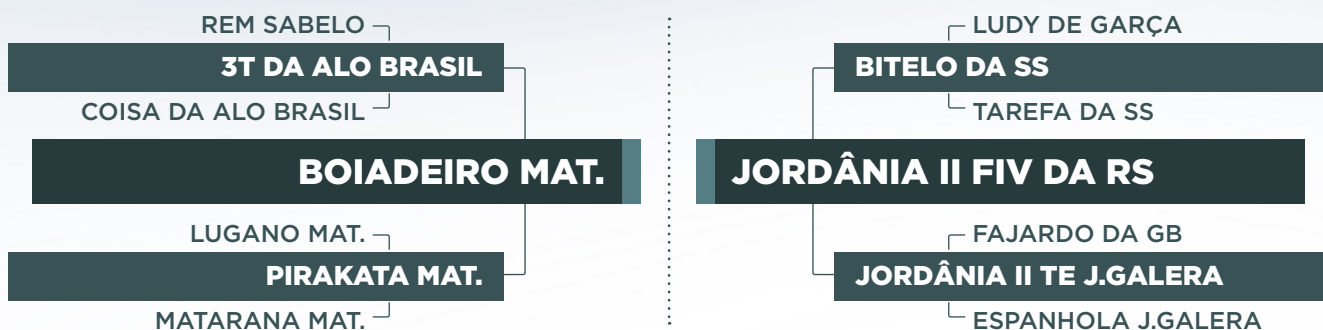 REM SABELO
3T DA ALO BRASIL
COISA DA ALO BRASIL
BOIADEIRO MAT.
LUGANO MAT.
PIRAKATA MAT.
MATARANA MAT.
LUDY DE GARÇA
BITELO DA SS
TAREFA DA SS
JORDÂNIA II FIV DA RS
FAJARDO DA GB
JORDÂNIA II TE J.GALERA
ESPANHOLA J.GALERA